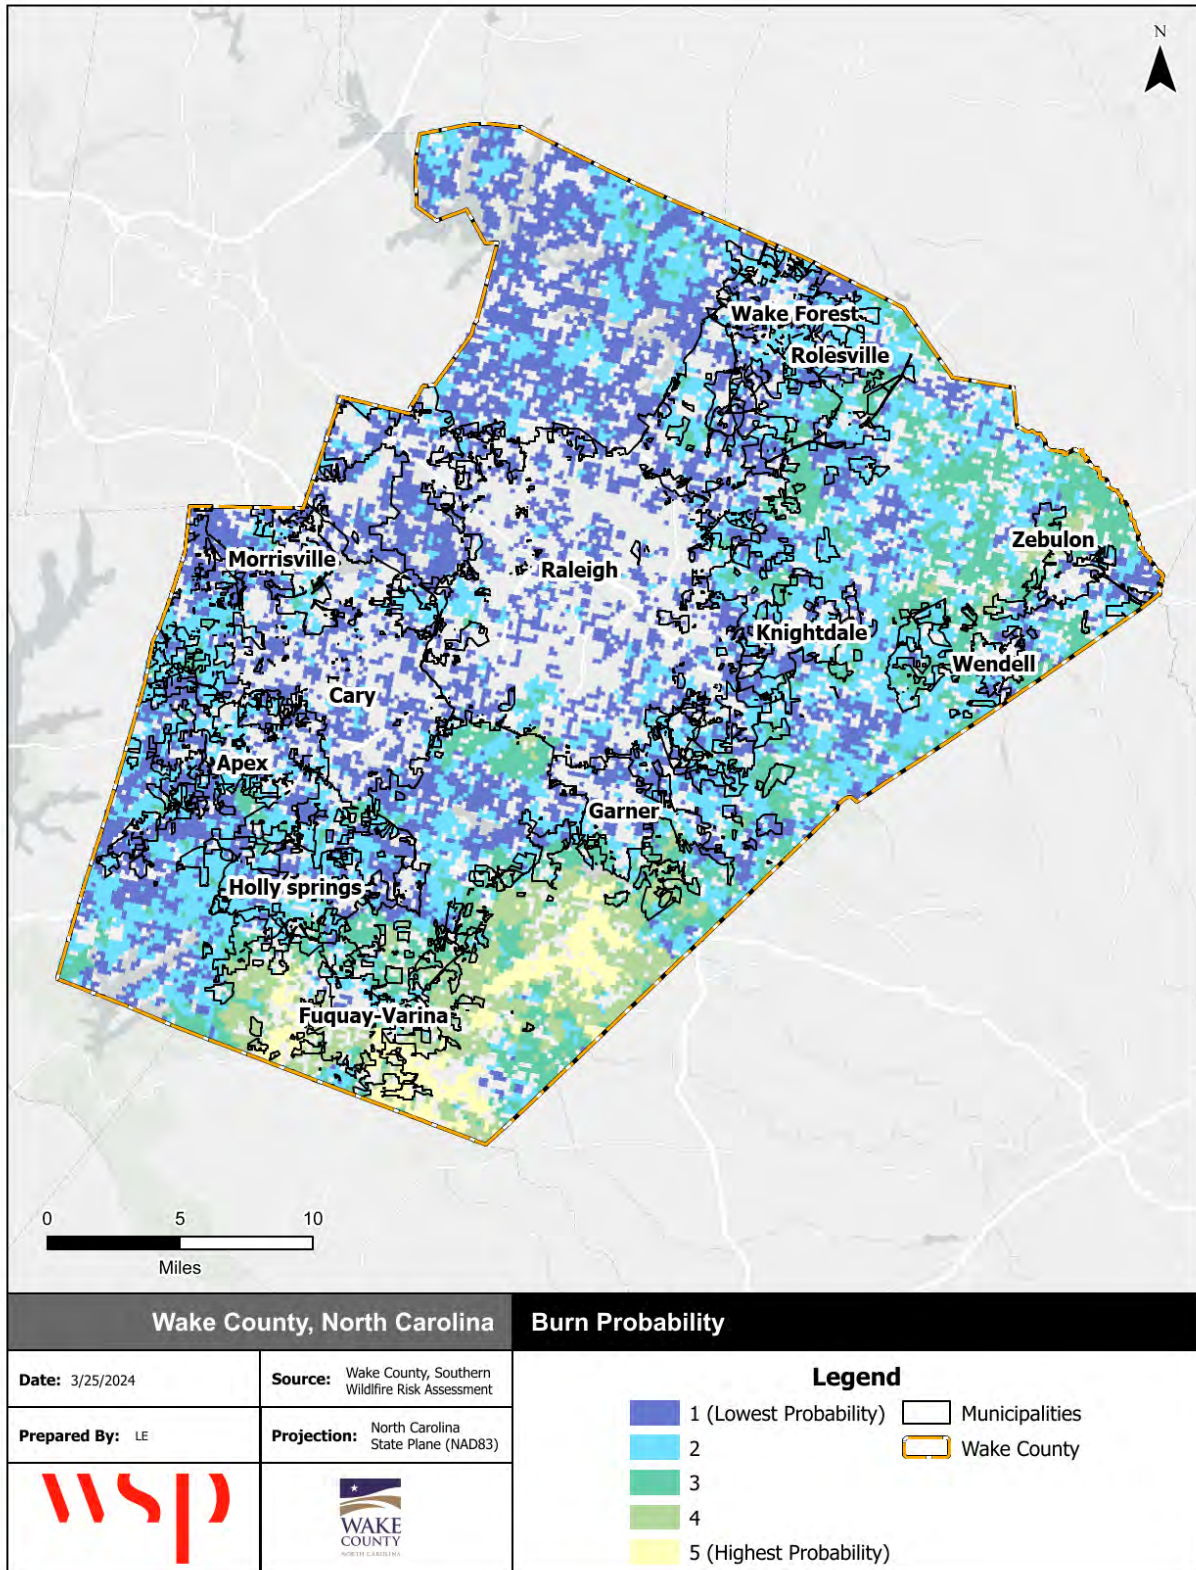 N
Wake Forest
Rolesville
Zebulon
Morrisville
Raleigh
Knightdale
Wendell
Cary
Apex
Garner
Holly springs
Fuquay-Varina
0 5 10
Miles
Wake County, North Carolina
Burn Probability
Date: 3/25/2024
Source: Wake County, Southern
Wildlfire Risk Assessment
Prepared By: LE
Projection: North Carolina
State Plane (NAD83)
wsp
WAKE
COUNTY
NORTH CAROLINA
Legend
1 (Lowest Probability)
2
3
4
5 (Highest Probability)
Municipalities
Wake County